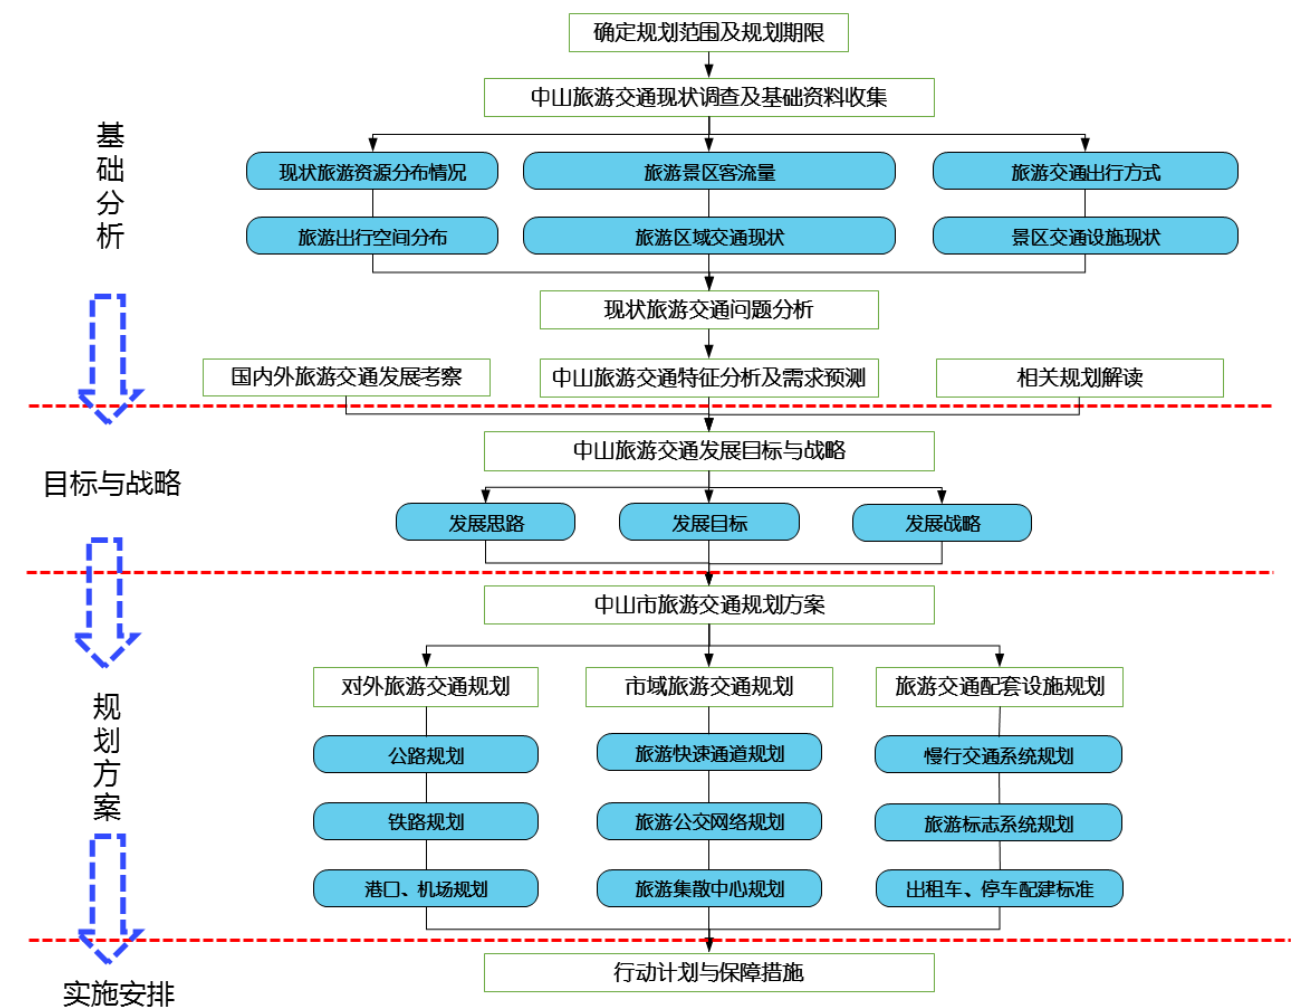 确定规划范围及规划期限
中山旅游交通现状调查及基础资料收集
基础分析
现状旅游资源分布情况
旅游景区客流量
旅游交通出行方式
旅游出行空间分布
旅游区域交通现状
景区交通设施现状
现状旅游交通问题分析
国内外旅游交通发展考察
中山旅游交通特征分析及需求预测
相关规划解读
中山旅游交通发展目标与战略
目标与战略
发展思路
发展目标
发展战略
中山市旅游交通规划方案
规划方案
对外旅游交通规划
市域旅游交通规划
旅游交通配套设施规划
公路规划
旅游快速通道规划
慢行交通系统规划
铁路规划
旅游公交网络规划
旅游标志系统规划
港口、机场规划
旅游集散中心规划
出租车、停车配建标准
行动计划与保障措施
实施安排